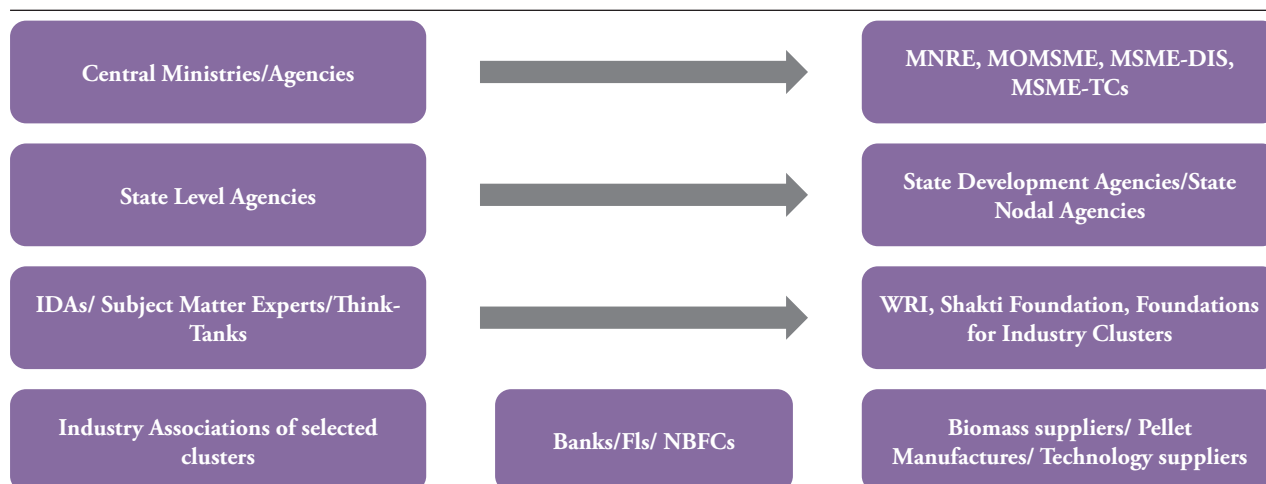 Central Ministries/Agencies
MNRE, MOMSME, MSME-DIS,
MSME-TCs
State Level Agencies
State Development Agencies/State
Nodal Agencies
IDAs/ Subject Matter Experts/Think-
Tanks
WRI, Shakti Foundation, Foundations
for Industry Clusters
Industry Associations of selected
clusters
Banks/Fls/ NBFCs
Biomass suppliers/ Pellet
Manufactures/ Technology suppliers